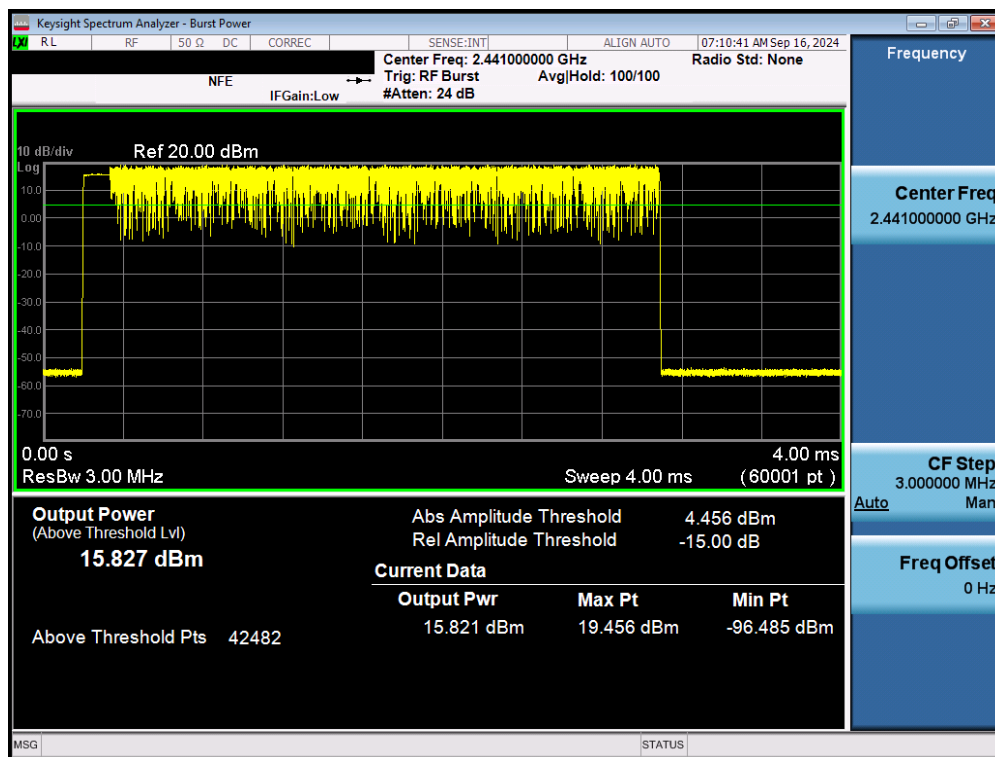 Keysight Spectrum Analyzer - Burst Power
LXI RL RF 50 Ω DC CORREC SENSE:INT ALIGN AUTO 07:10:41 AM Sep 16, 2024
Center Freq: 2.441000000 GHz Radio Std: None
NFE Trig: RF Burst Avg|Hold: 100/100
IFGain:Low #Atten: 24 dB
10 dB/div Ref 20.00 dBm
Log
10.0
0.00
-10.0
-20.0
-30.0
-40.0
-50.0
-60.0
-70.0
0.00 s 4.00 ms
ResBw 3.00 MHz Sweep 4.00 ms (60001 pt)
Output Power
(Above Threshold Lvl)
15.827 dBm
Above Threshold Pts 42482
Abs Amplitude Threshold 4.456 dBm
Rel Amplitude Threshold -15.00 dB
Current Data
Output Pwr Max Pt Min Pt
15.821 dBm 19.456 dBm -96.485 dBm
Frequency
Center Freq
2.441000000 GHz
CF Step
3.000000 MHz
Auto Man
Freq Offset
0 Hz
MSG STATUS